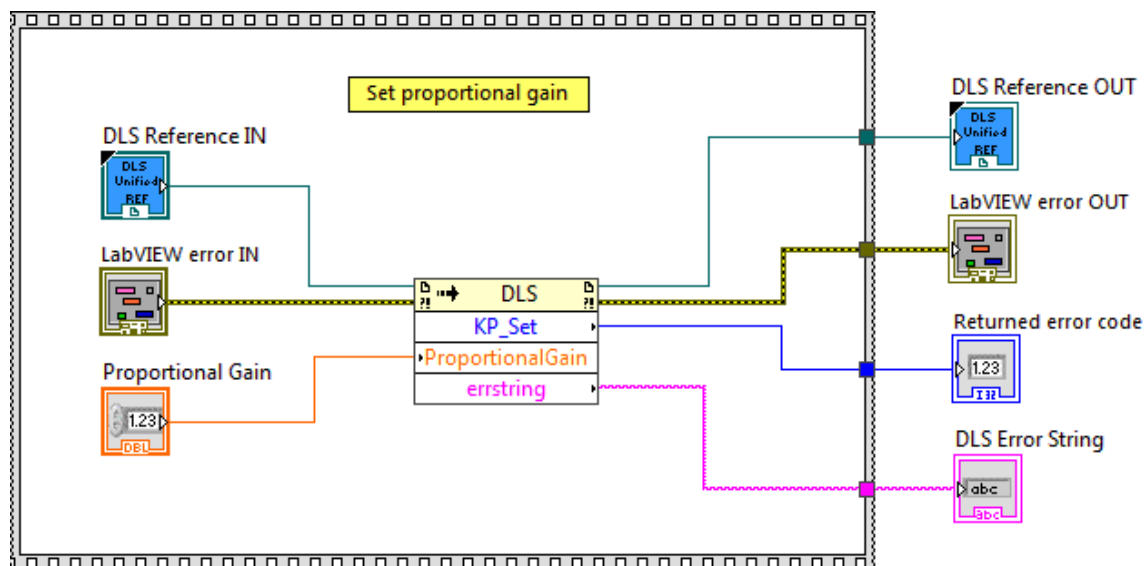 Set proportional gain
DLS Reference IN
DLS
Unified
REF
LabVIEW error IN
Proportional Gain
1.23
DBL
?! DLS ?!
KP_Set
ProportionalGain
errstring
DLS Reference OUT
DLS
Unified
REF
LabVIEW error OUT
Returned error code
1.23
I32
DLS Error String
abc
abc